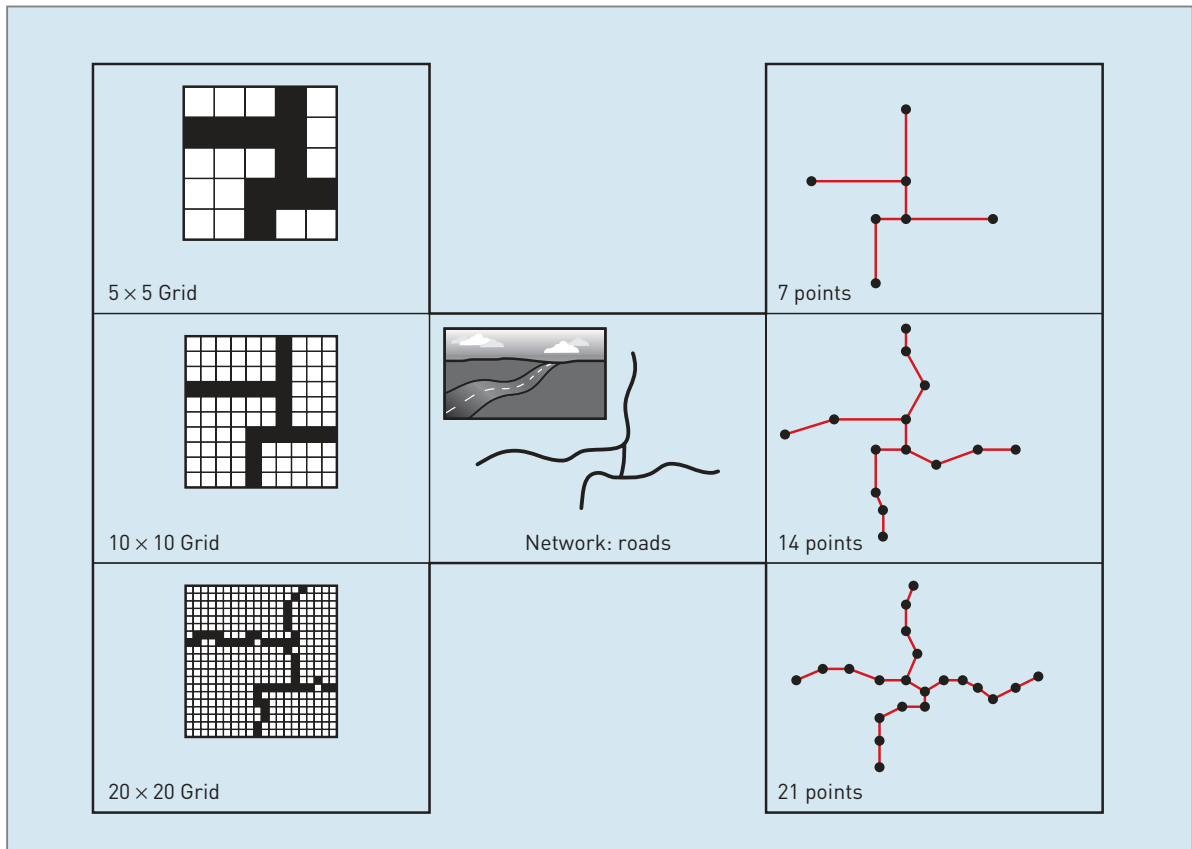 5 × 5 Grid
7 points
10 × 10 Grid
Network: roads
14 points
20 × 20 Grid
21 points